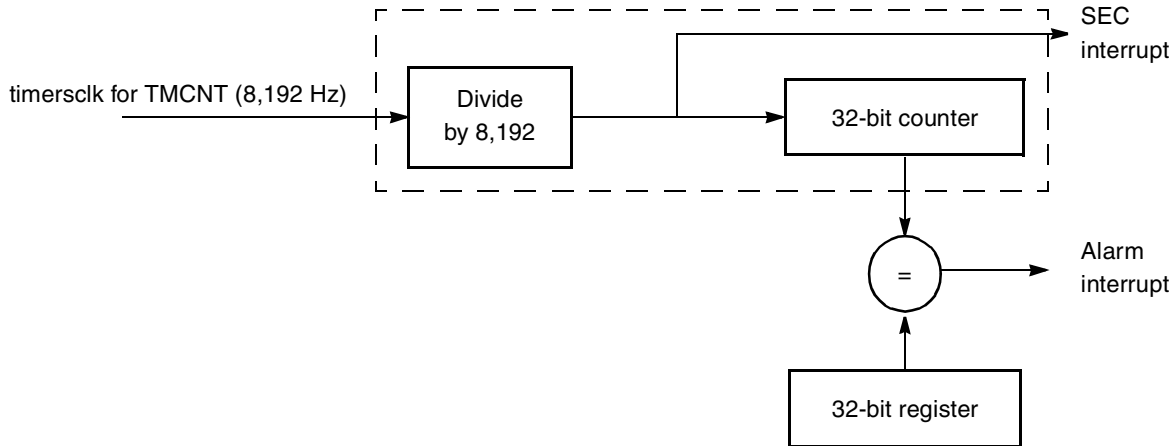 SEC
interrupt
timersclk for TMCNT (8,192 Hz)
Divide
by 8,192
32-bit counter
=
Alarm
interrupt
32-bit register